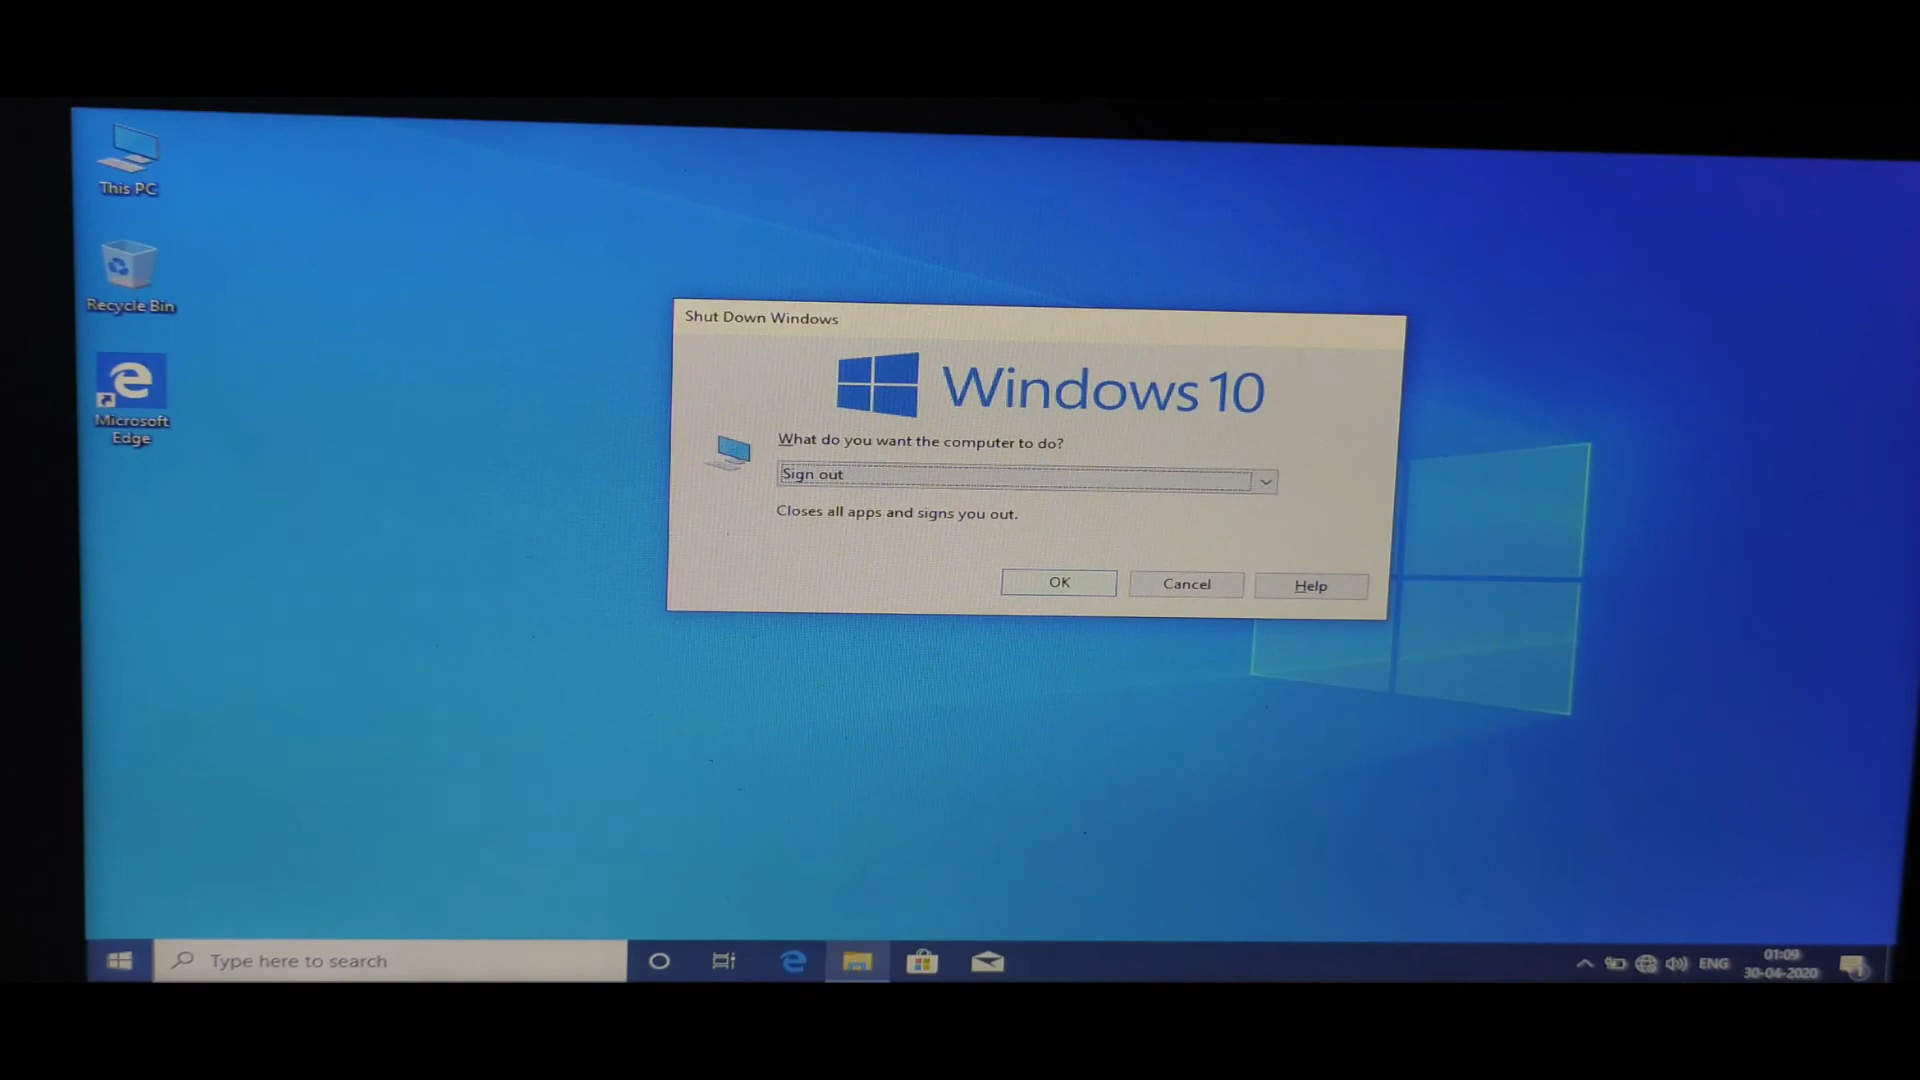 This PC
Recycle Bin
Microsoft
Edge
Shut Down Windows
Windows 10
What do you want the computer to do?
Sign out
Closes all apps and signs you out.
OK
Cancel
Help
Type here to search
ENG
01:09
30-04-2020